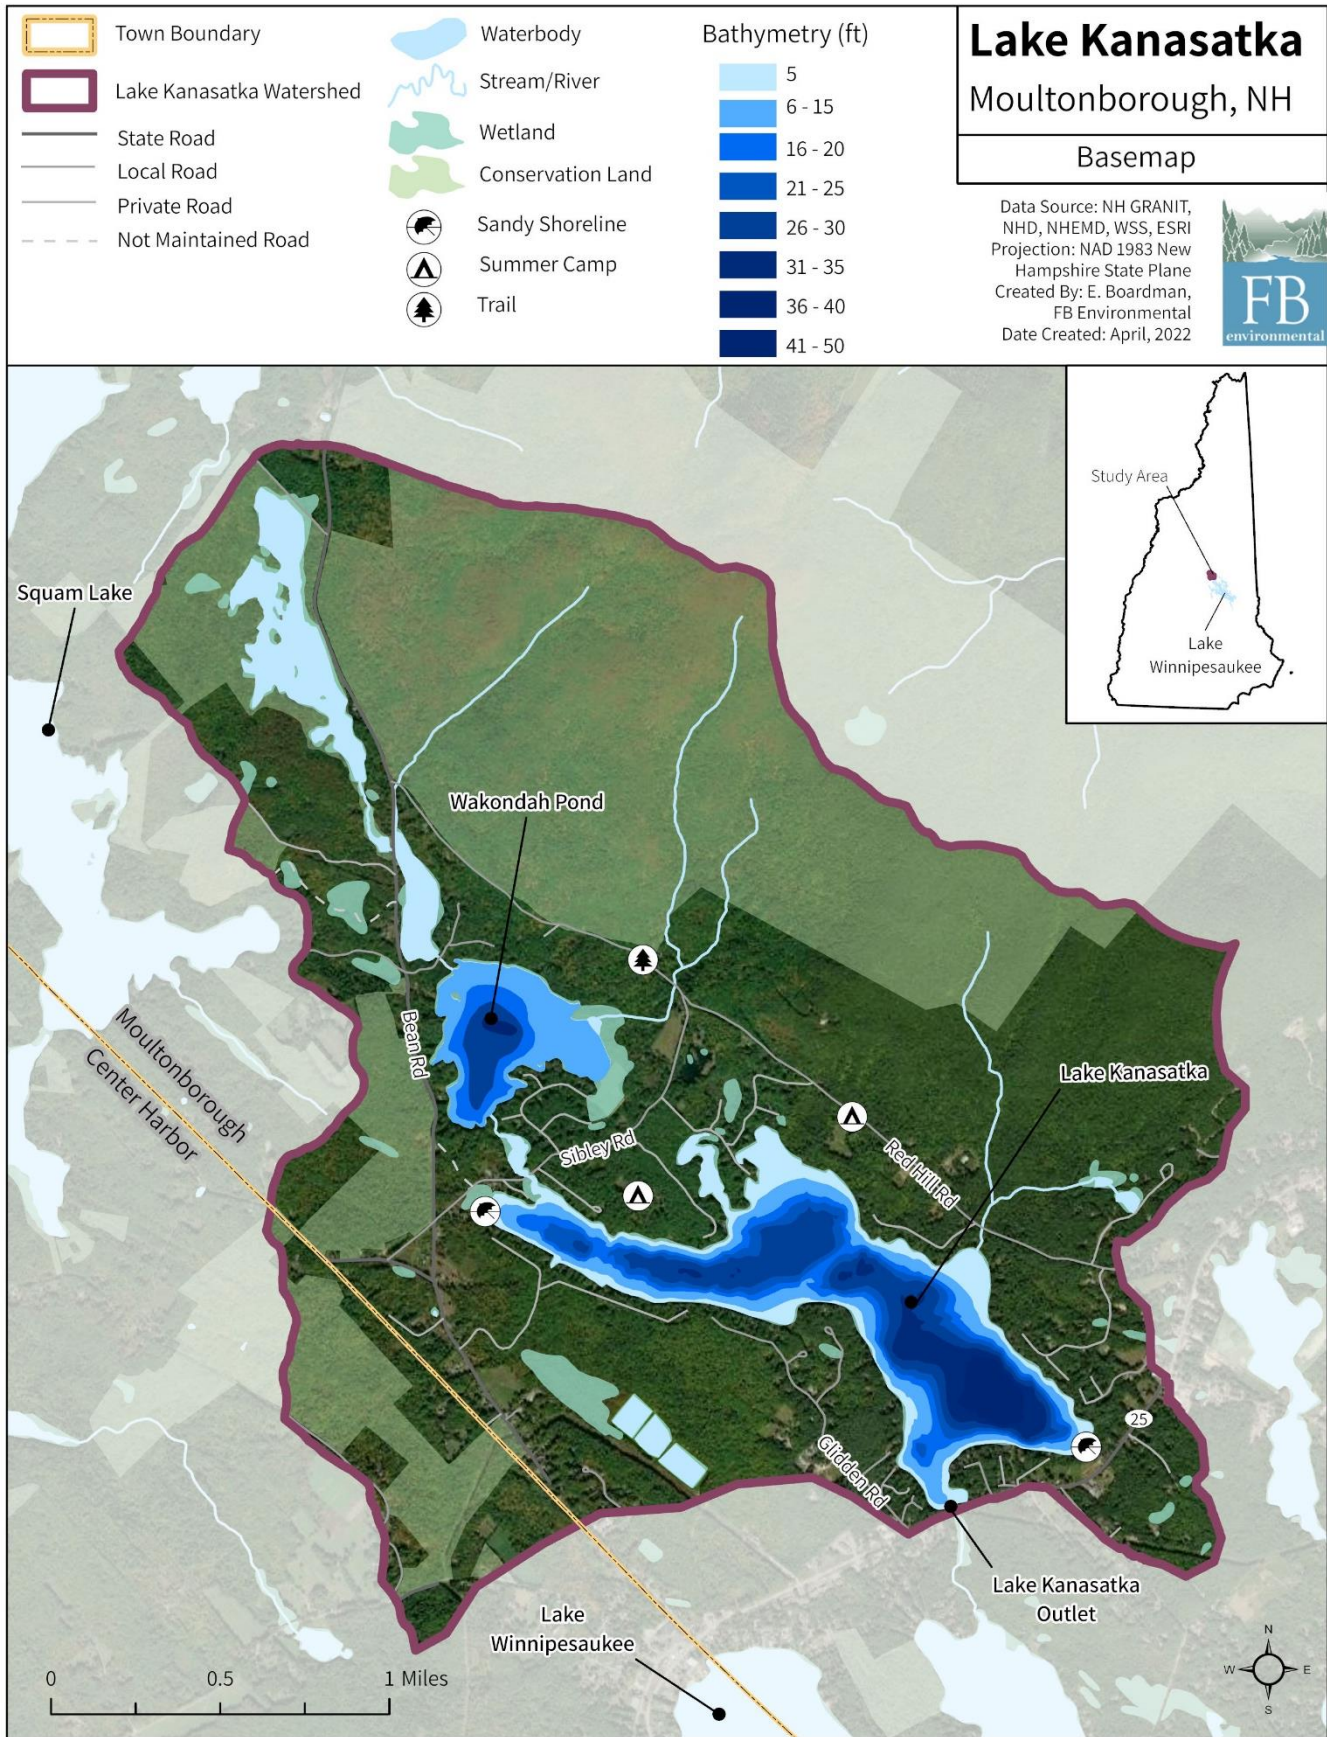 Town Boundary
Lake Kanasatka Watershed
State Road
Local Road
Private Road
Not Maintained Road
Waterbody
Stream/River
Wetland
Conservation Land
Sandy Shoreline
Summer Camp
Trail
Bathymetry (ft)
5
6 - 15
16 - 20
21 - 25
26 - 30
31 - 35
36 - 40
41 - 50
Lake Kanasatka
Moultonborough, NH
Basemap
Data Source: NH GRANIT,
NHD, NHEMD, WSS, ESRI
Projection: NAD 1983 New
Hampshire State Plane
Created By: E. Boardman,
FB Environmental
Date Created: April, 2022
FB
environmental
Study Area
Lake
Winnipesaukee
Squam Lake
Wakondah Pond
Moultonborough
Center Harbor
Bean Rd
Lake Kanasatka
Sibley Rd
Red Hill Rd
25
Glidden Rd
Lake Kanasatka
Outlet
Lake
Winnipesaukee
0 0.5 1 Miles
N
W E
S